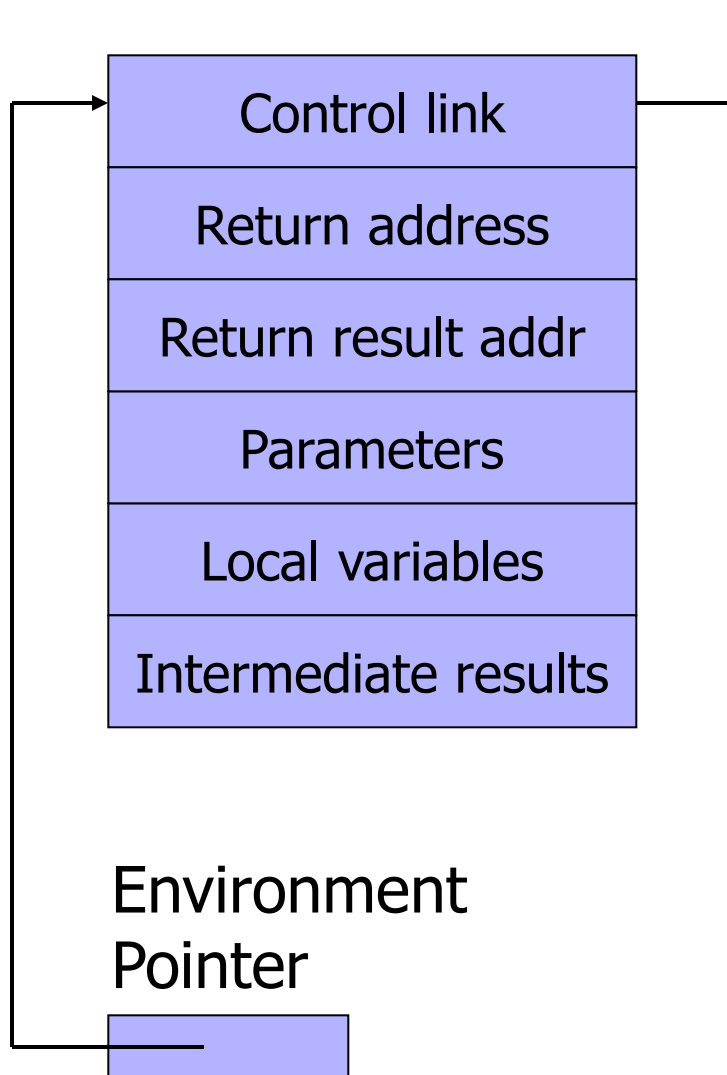 Control link
Return address
Return result addr
Parameters
Local variables
Intermediate results
Environment
Pointer